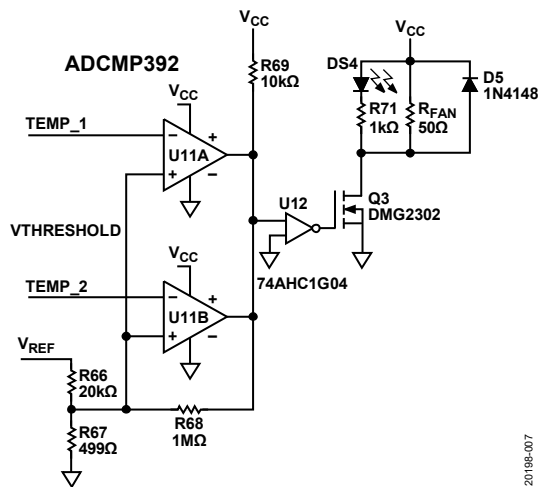 VCC
VCC
ADCMP392
R69
10kΩ
DS4
D5
1N4148
R71
1kΩ
RFAN
50Ω
VCC
TEMP_1
−
+
+
−
U11A
U12
Q3
DMG2302
VTHRESHOLD
74AHC1G04
VCC
TEMP_2
−
+
+
−
U11B
VREF
R66
20kΩ
R68
1MΩ
R67
499Ω
20198-007